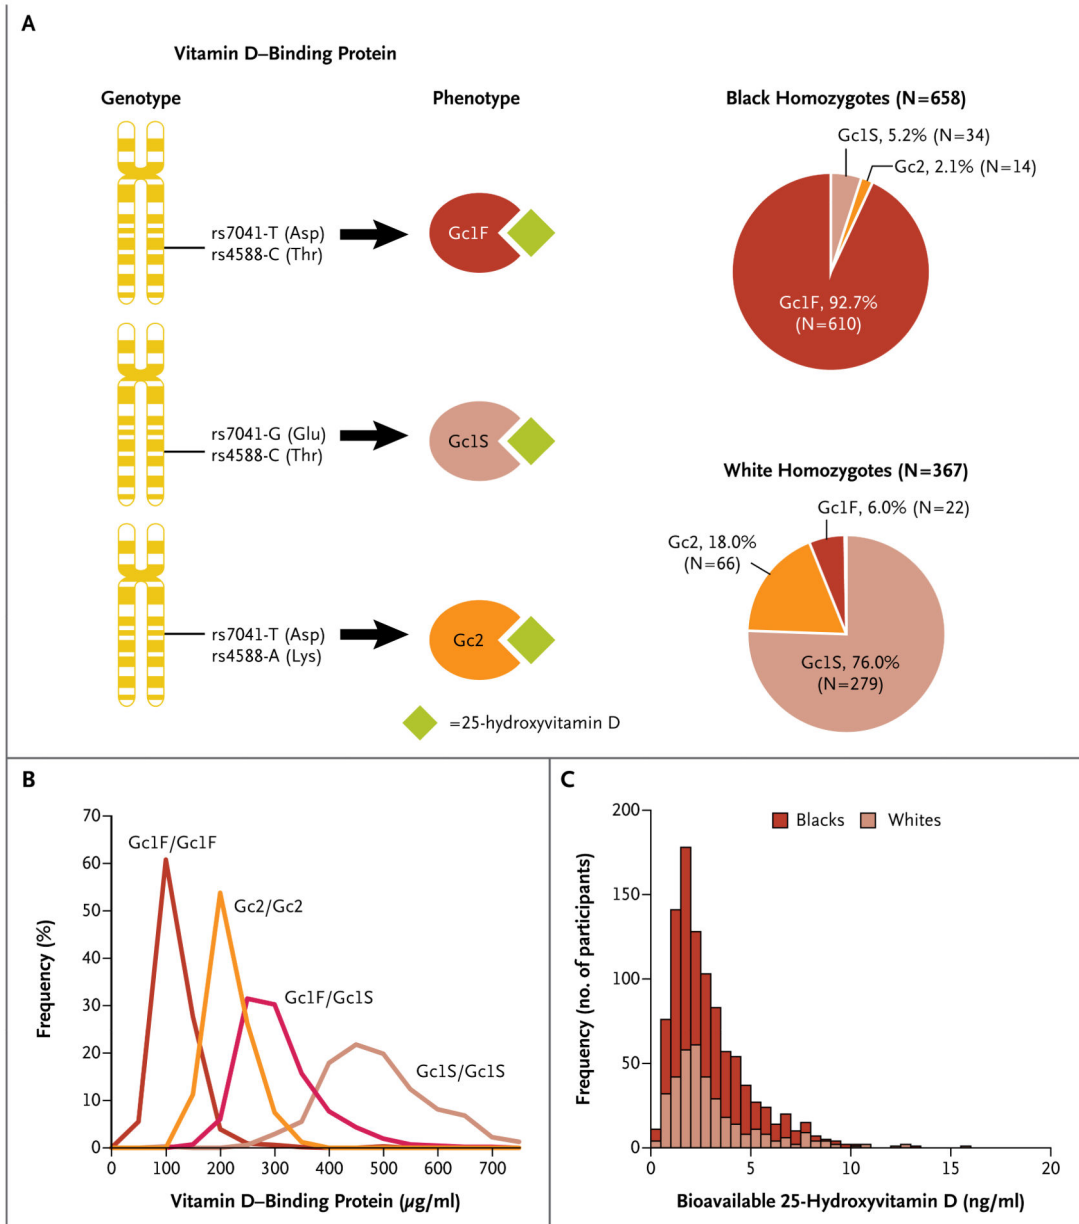 A
Vitamin D–Binding Protein
Genotype
Phenotype
rs7041-T (Asp)
rs4588-C (Thr)
Gc1F
rs7041-G (Glu)
rs4588-C (Thr)
Gc1S
rs7041-T (Asp)
rs4588-A (Lys)
Gc2
=25-hydroxyvitamin D
Black Homozygotes (N=658)
Gc1S, 5.2% (N=34)
Gc2, 2.1% (N=14)
Gc1F, 92.7%
(N=610)
White Homozygotes (N=367)
Gc1F, 6.0% (N=22)
Gc2, 18.0%
(N=66)
Gc1S, 76.0%
(N=279)
B
Frequency (%)
70
60
50
40
30
20
10
0
Gc1F/Gc1F
Gc2/Gc2
Gc1F/Gc1S
Gc1S/Gc1S
0 100 200 300 400 500 600 700
Vitamin D–Binding Protein (µg/ml)
C
Frequency (no. of participants)
200
150
100
50
0
Blacks Whites
0 5 10 15 20
Bioavailable 25-Hydroxyvitamin D (ng/ml)